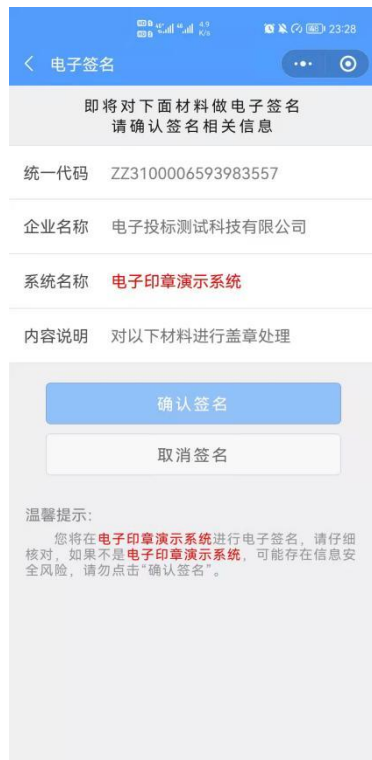 4.9
K/s
23:28
电子签名
即将对下面材料做电子签名
请确认签名相关信息
统一代码 ZZ3100006593983557
企业名称 电子投标测试科技有限公司
系统名称 电子印章演示系统
内容说明 对以下材料进行盖章处理
确认签名
取消签名
温馨提示:
您将在电子印章演示系统进行电子签名，请仔细
核对，如果不是电子印章演示系统，可能存在信息安
全风险，请勿点击“确认签名”。